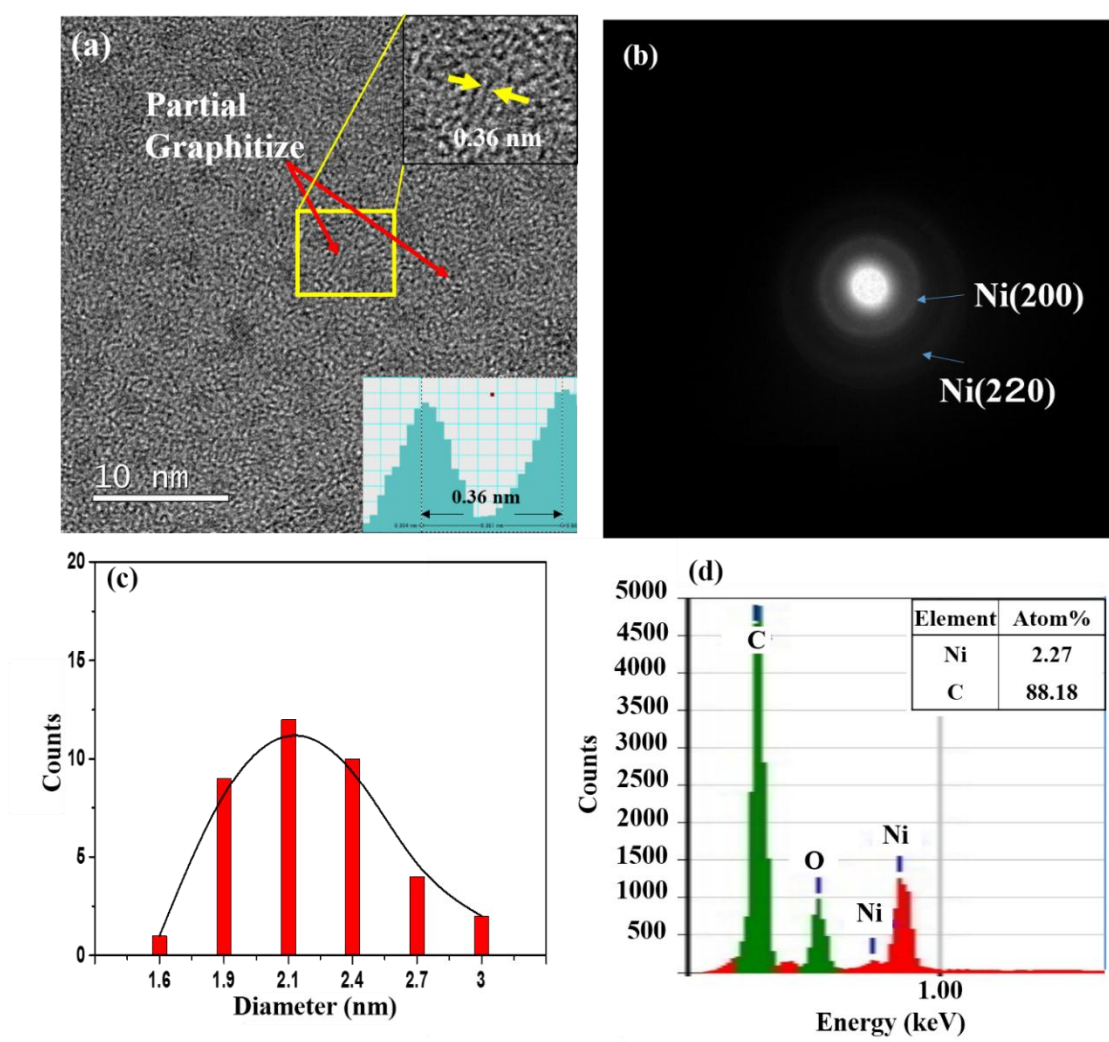 (a)
Partial
Graphitize
0.36 nm
10 nm
0.36 nm
(b)
Ni(200)
Ni(220)
(c)
20
15
10
5
0
Counts
1.6 1.9 2.1 2.4 2.7 3
Diameter (nm)
(d)
5000
4500
4000
3500
3000
2500
2000
1500
1000
500
Counts
C
O
Ni
Ni
Element Atom%
Ni 2.27
C 88.18
1.00
Energy (keV)